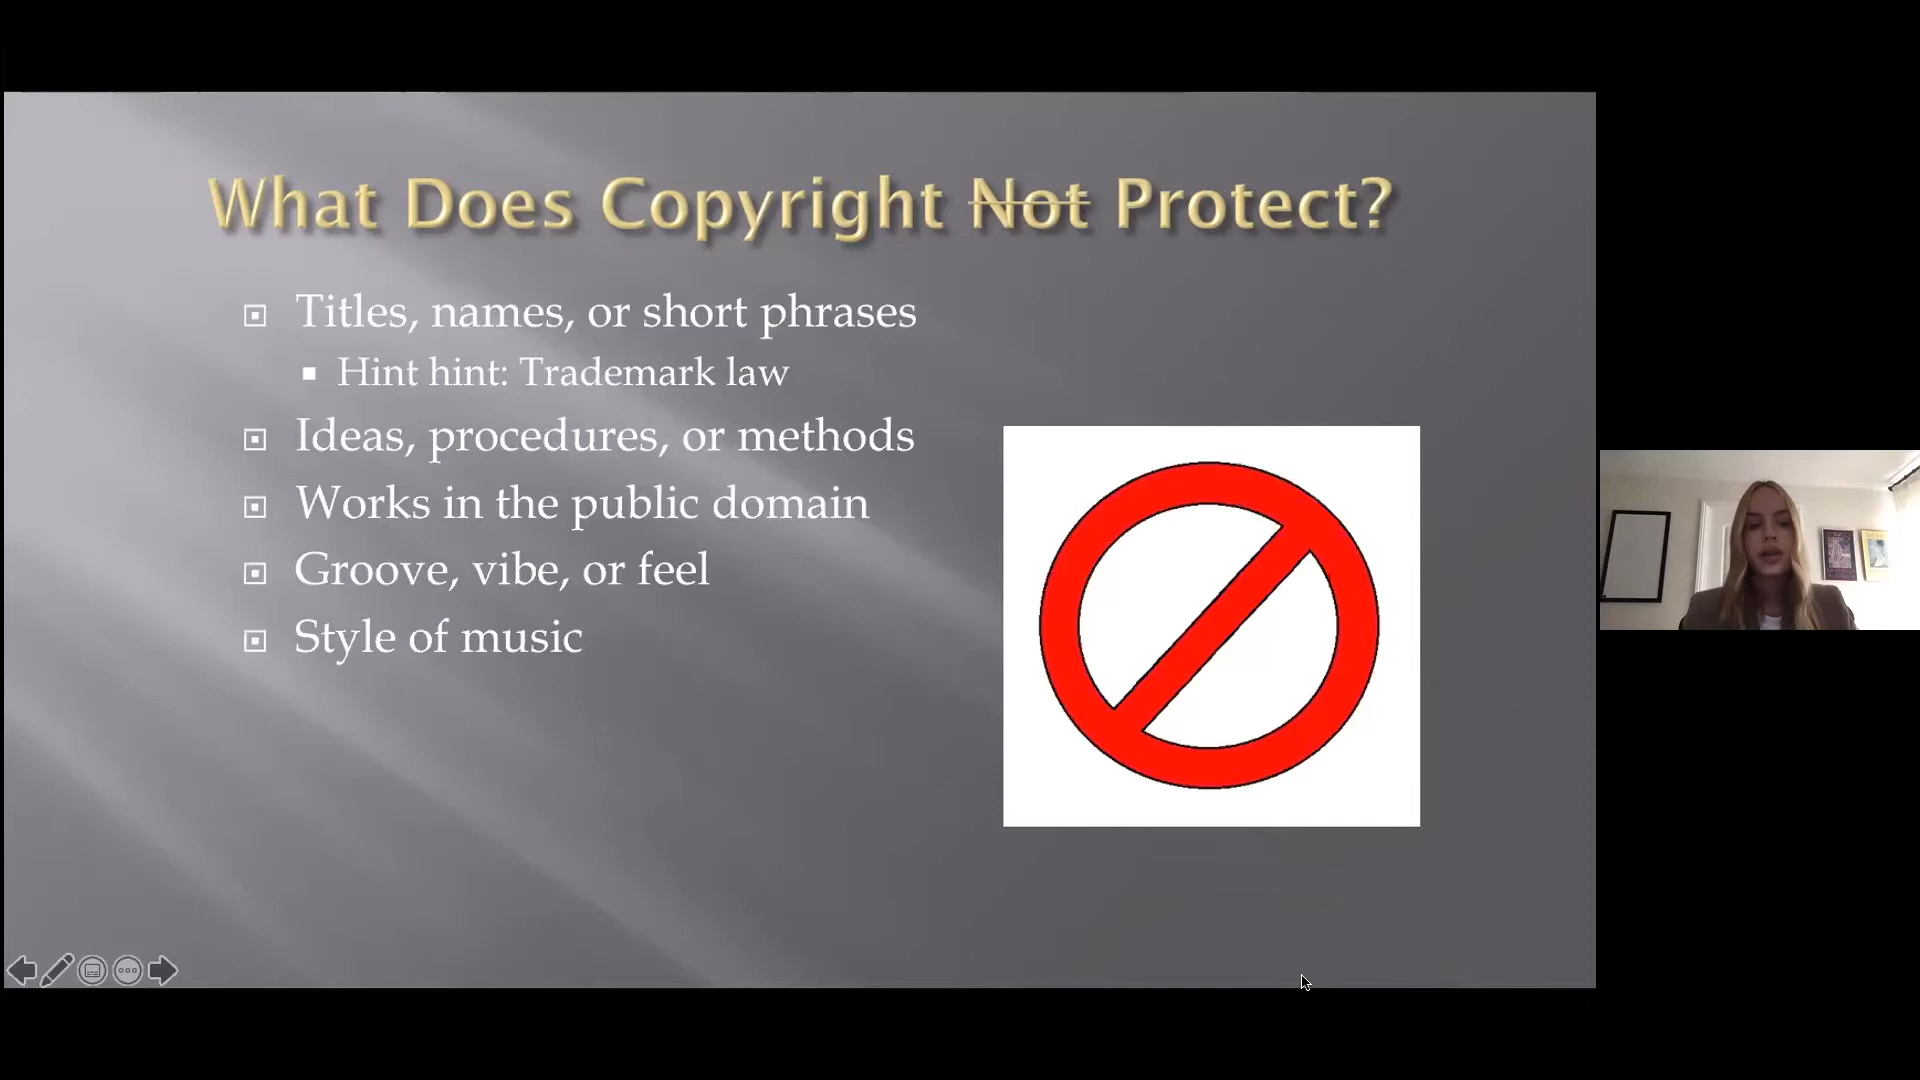 What Does Copyright Not Protect?
Titles, names, or short phrases
Hint hint: Trademark law
Ideas, procedures, or methods
Works in the public domain
Groove, vibe, or feel
Style of music